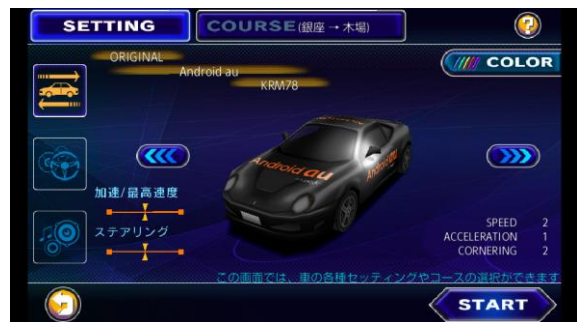 SETTING
COURSE(銀座 → 木場)
ORIGINAL
Android au
KRM78
COLOR
Android au
加速/最高速度
ステアリング
SPEED 2
ACCELERATION 1
CORNERING 2
この画面では、車の各種セッティングやコースの選択ができます
START